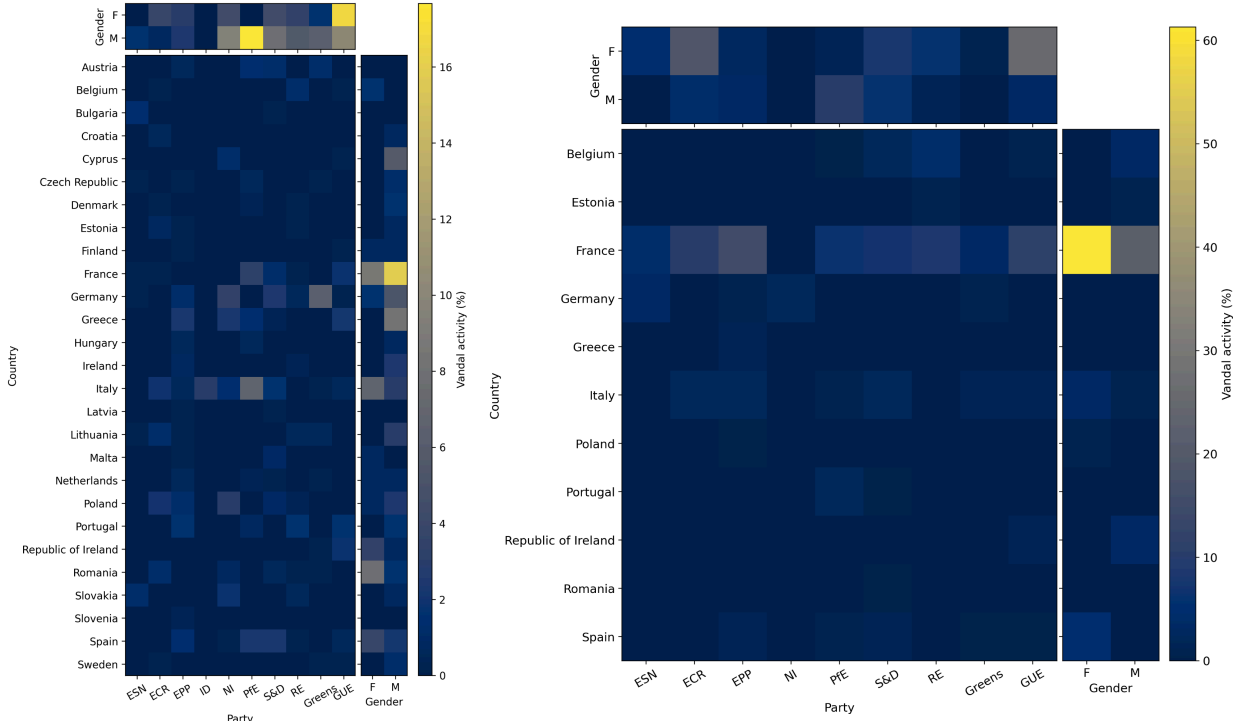 Gender
F
M
Country
Austria
Belgium
Bulgaria
Croatia
Cyprus
Czech Republic
Denmark
Estonia
Finland
France
Germany
Greece
Hungary
Ireland
Italy
Latvia
Lithuania
Malta
Netherlands
Poland
Portugal
Republic of Ireland
Romania
Slovakia
Slovenia
Spain
Sweden
ESN ECR EPP ID NI PfE S&D RE Greens GUE
Party
F M
Gender
16
14
12
10
8
6
4
2
0
Vandal activity (%)
Gender
F
M
Country
Belgium
Estonia
France
Germany
Greece
Italy
Poland
Portugal
Republic of Ireland
Romania
Spain
ESN ECR EPP NI PfE S&D RE Greens GUE
Party
F M
Gender
60
50
40
30
20
10
0
Vandal activity (%)